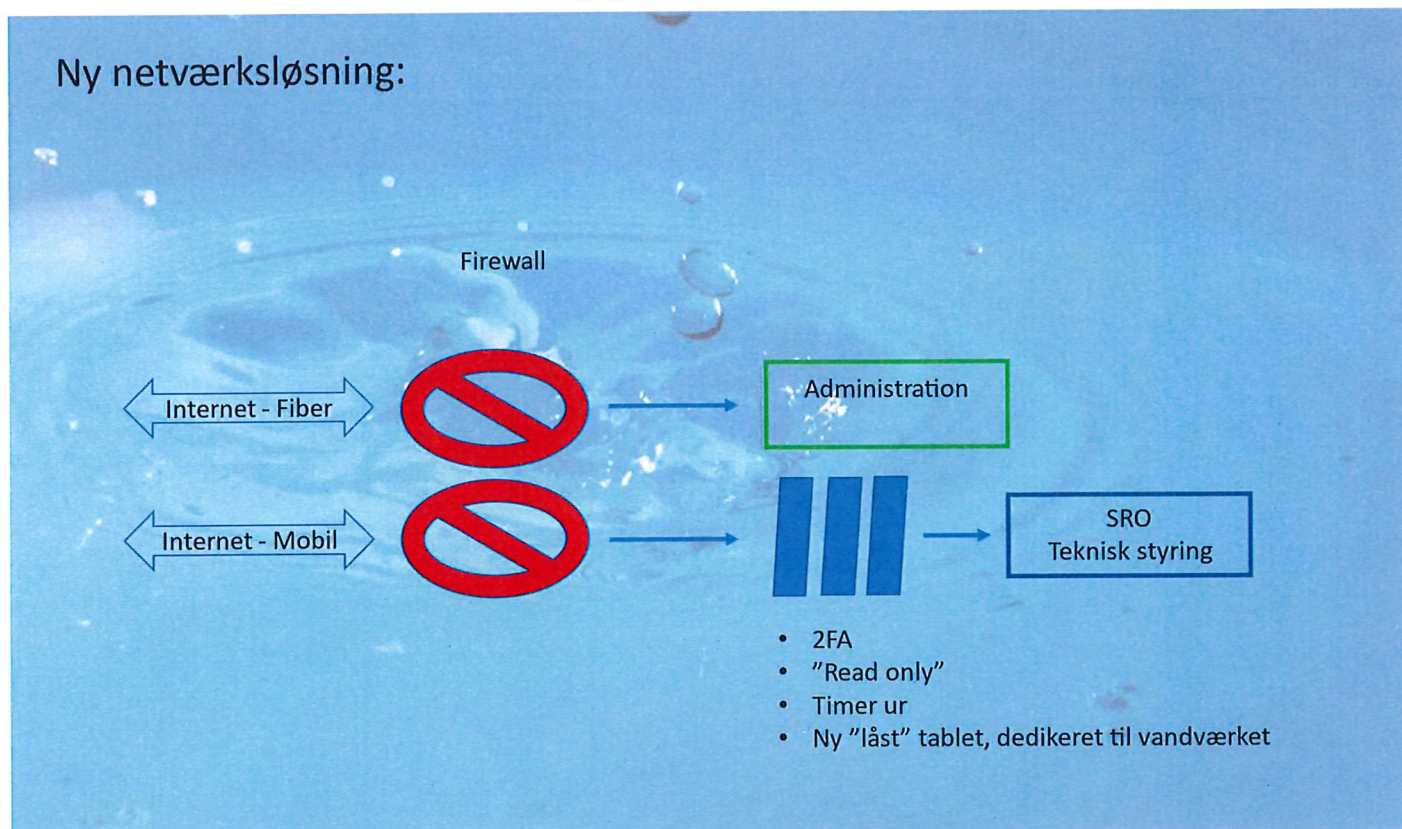 Ny netværksløsning:
Firewall
Internet - Fiber
Administration
Internet - Mobil
SRO
Teknisk styring
• 2FA
• ”Read only”
• Timer ur
• Ny ”låst” tablet, dedikeret til vandværket